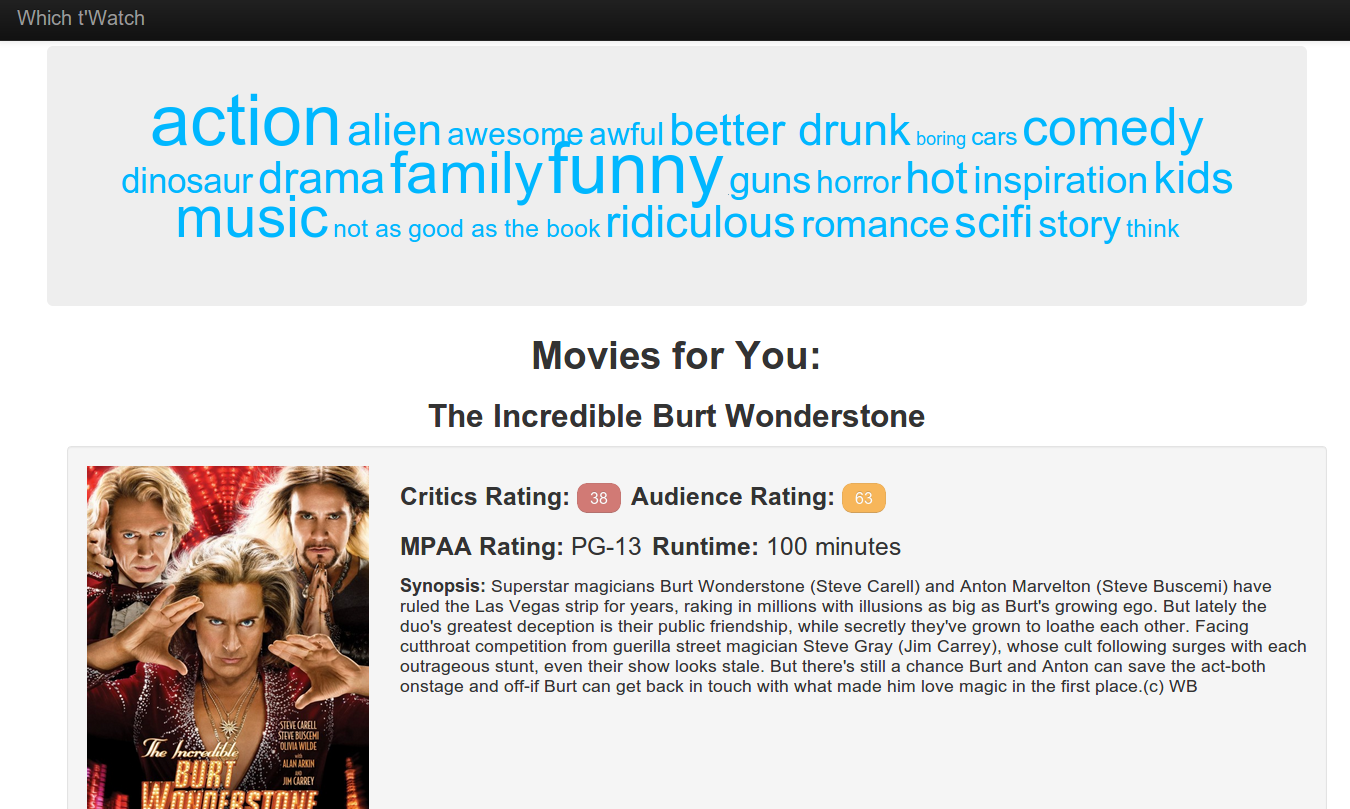 Which t'Watch
action alien awesome awful better drunk boring cars comedy
dinosaur drama family funny guns horror hot inspiration kids
music not as good as the book ridiculous romance scifi story think
Movies for You:
The Incredible Burt Wonderstone
Critics Rating: 38 Audience Rating: 63
MPAA Rating: PG-13 Runtime: 100 minutes
Synopsis: Superstar magicians Burt Wonderstone (Steve Carell) and Anton Marvelton (Steve Buscemi) have
ruled the Las Vegas strip for years, raking in millions with illusions as big as Burt's growing ego. But lately the
duo's greatest deception is their public friendship, while secretly they've grown to loathe each other. Facing
cutthroat competition from guerilla street magician Steve Gray (Jim Carrey), whose cult following surges with each
outrageous stunt, even their show looks stale. But there's still a chance Burt and Anton can save the act-both
onstage and off-if Burt can get back in touch with what made him love magic in the first place.(c) WB
STEVE CARELL
STEVE BUSCEMI
OLIVIA WILDE
with
ALAN ARKIN
and
JIM CARREY
The Incredible
BURT
WONDERSTONE